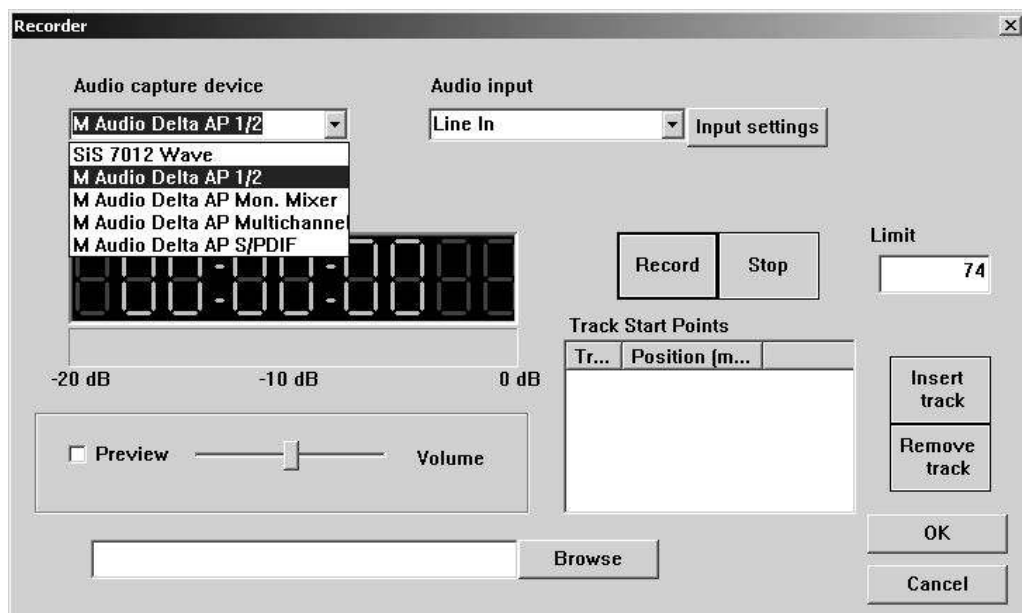 Recorder
Audio capture device
Audio input
M Audio Delta AP 1/2
Line In
Input settings
SiS 7012 Wave
M Audio Delta AP 1/2
M Audio Delta AP Mon. Mixer
M Audio Delta AP Multichannel
M Audio Delta AP S/PDIF
00:00:00
Record
Stop
Limit
74
Track Start Points
Tr...
Position (m...
-20 dB
-10 dB
0 dB
Insert
track
Remove
track
Preview
Volume
OK
Browse
Cancel